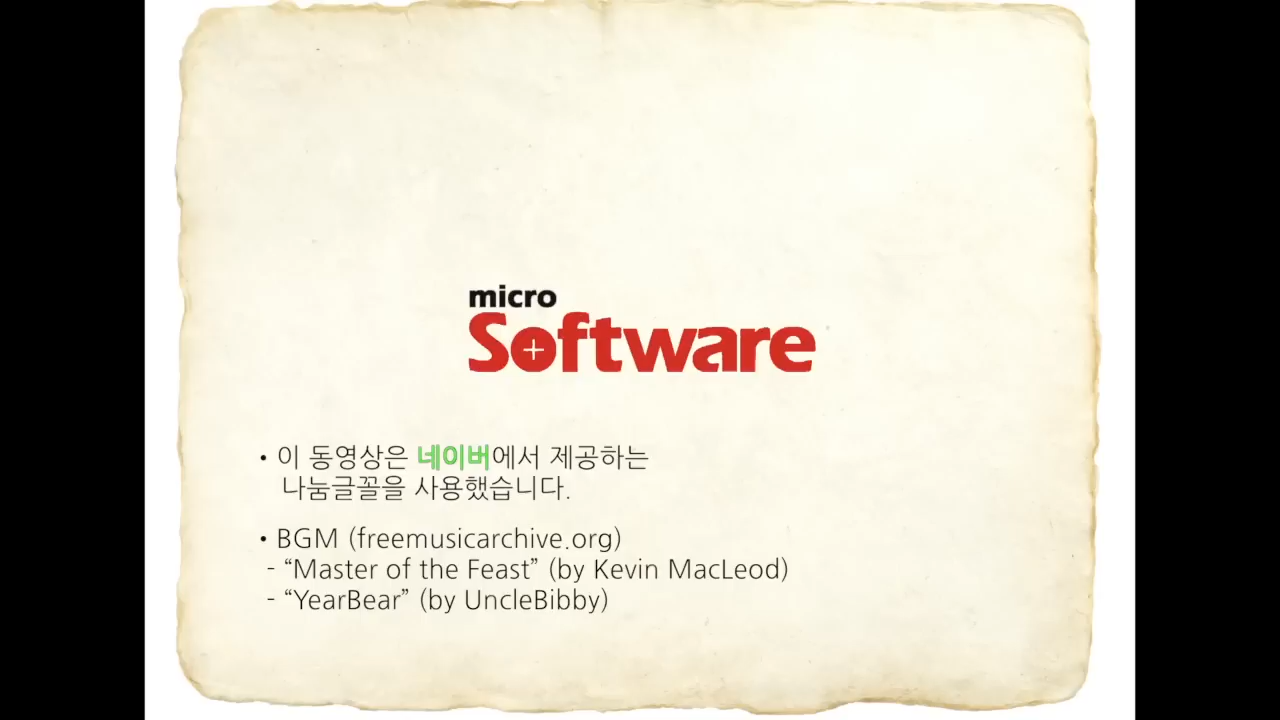 micro
Software
• 이 동영상은 네이버에서 제공하는
나눔글꼴을 사용했습니다.
• BGM (freemusicarchive.org)
- “Master of the Feast” (by Kevin MacLeod)
- “YearBear” (by UncleBibby)